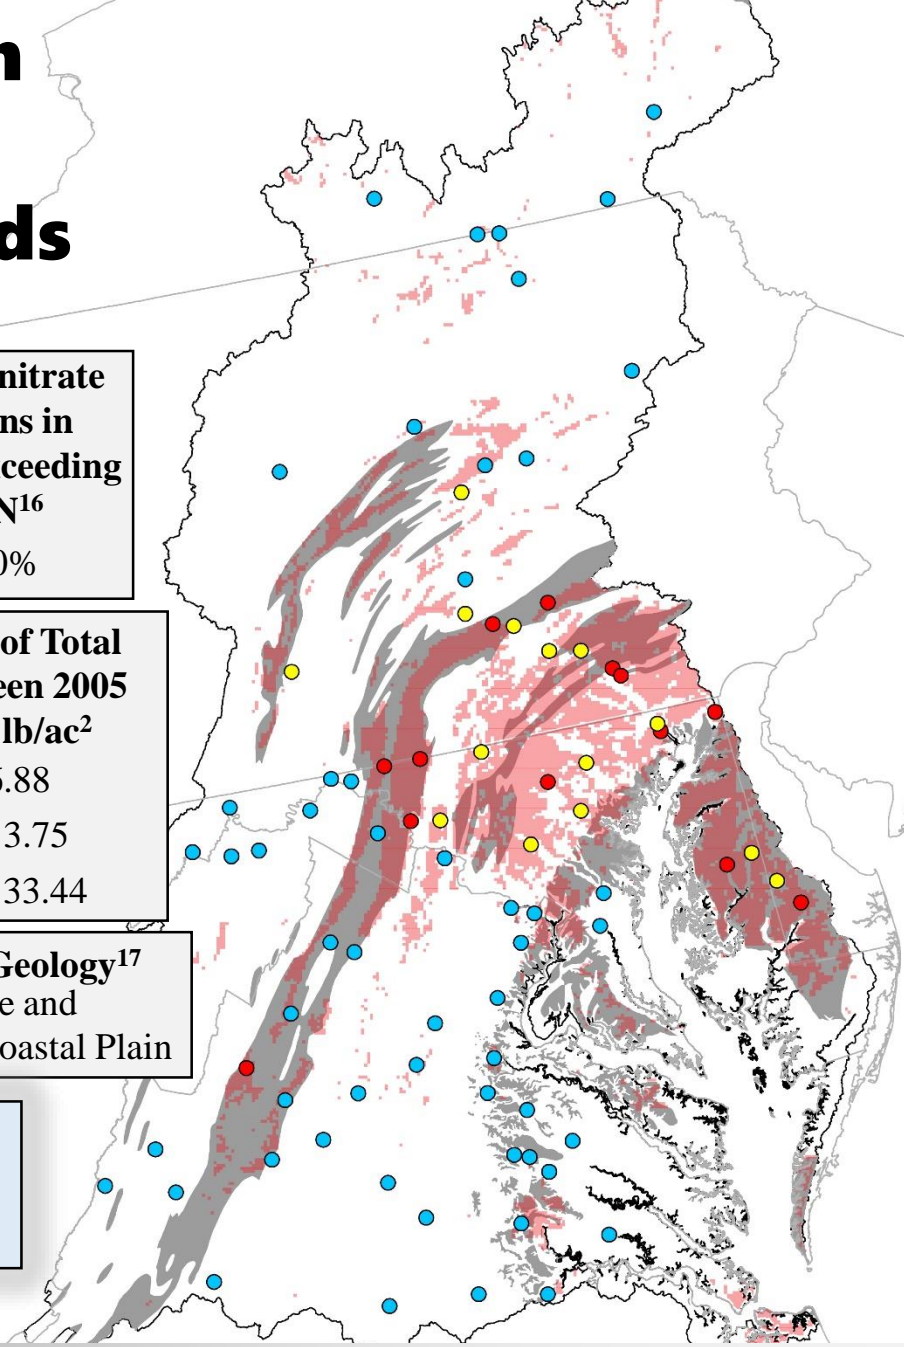 n
ds
nitrate
ns in
ceeding
N16
0%
of Total
een 2005
lb/ac2
.88
3.75
33.44
Geology17
e and
oastal Plain